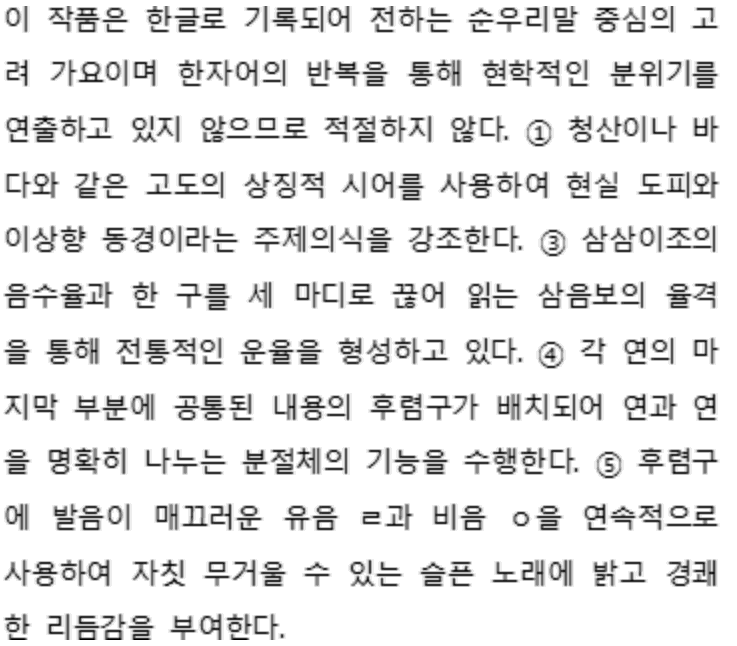 이 작품은 한글로 기록되어 전하는 순우리말 중심의 고
려 가요이며 한자어의 반복을 통해 현학적인 분위기를
연출하고 있지 않으므로 적절하지 않다. ① 청산이나 바
다와 같은 고도의 상징적 시어를 사용하여 현실 도피와
이상향 동경이라는 주제의식을 강조한다. ③ 삼삼이조의
음수율과 한 구를 세 마디로 끊어 읽는 삼음보의 율격
을 통해 전통적인 운율을 형성하고 있다. ④ 각 연의 마
지막 부분에 공통된 내용의 후렴구가 배치되어 연과 연
을 명확히 나누는 분절체의 기능을 수행한다. ⑤ 후렴구
에 발음이 매끄러운 유음 ㄹ과 비음 ㅇ을 연속적으로
사용하여 자칫 무거울 수 있는 슬픈 노래에 밝고 경쾌
한 리듬감을 부여한다.